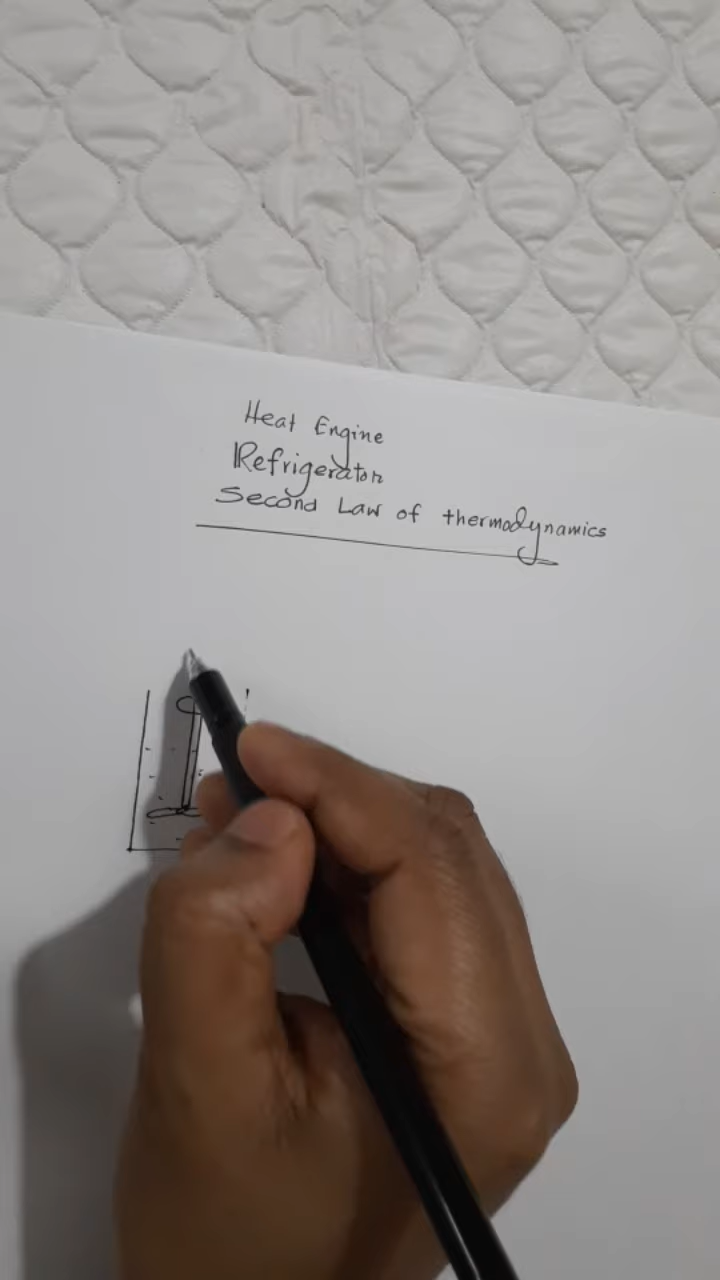 Heat Engine
Refrigerator
Second Law of thermodynamics